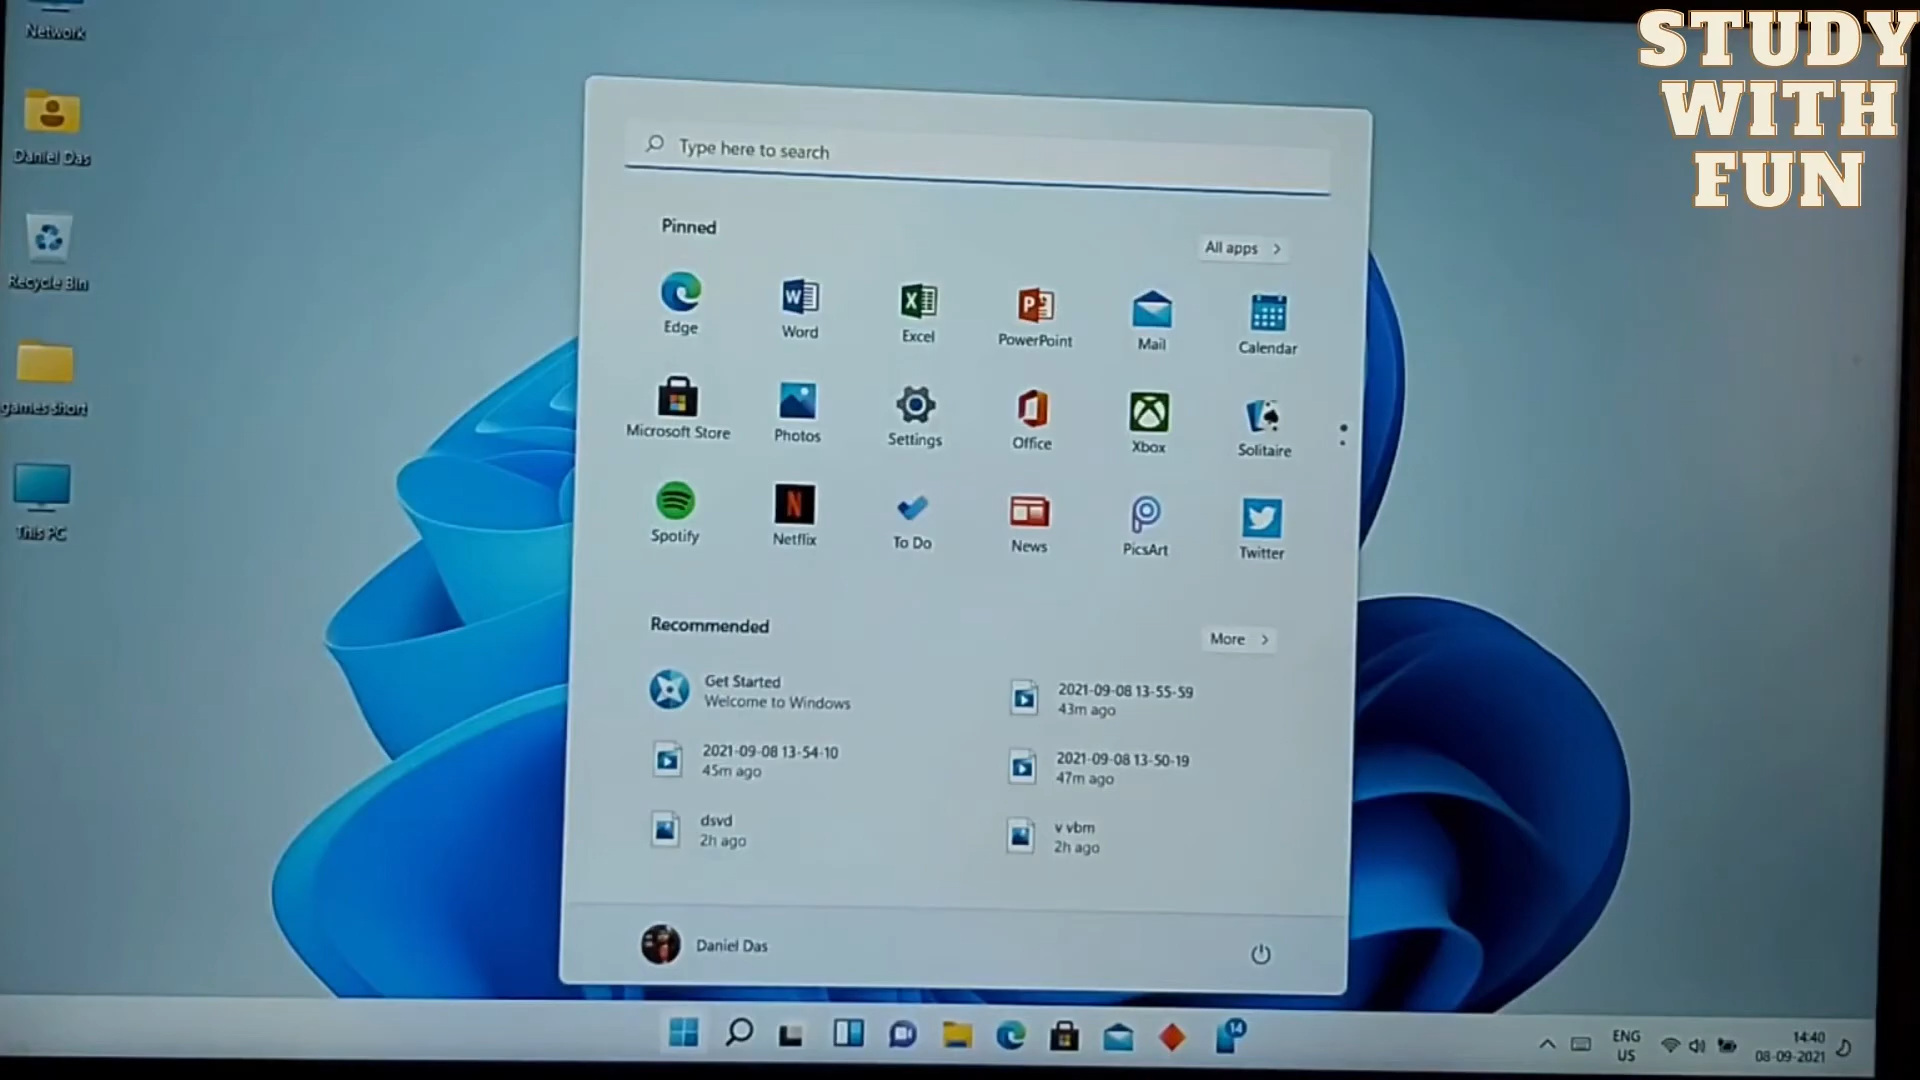 STUDY
WITH
FUN
Network
Daniel Das
Recycle Bin
games short
This PC
Type here to search
Pinned
All apps
Edge
Word
Excel
PowerPoint
Mail
Calendar
Microsoft Store
Photos
Settings
Office
Xbox
Solitaire
Spotify
Netflix
To Do
News
PicsArt
Twitter
Recommended
More
Get Started
Welcome to Windows
2021-09-08 13-55-59
43m ago
2021-09-08 13-54-10
45m ago
2021-09-08 13-50-19
47m ago
dsvd
2h ago
v vbm
2h ago
Daniel Das
14
ENG
US
14:40
08-09-2021